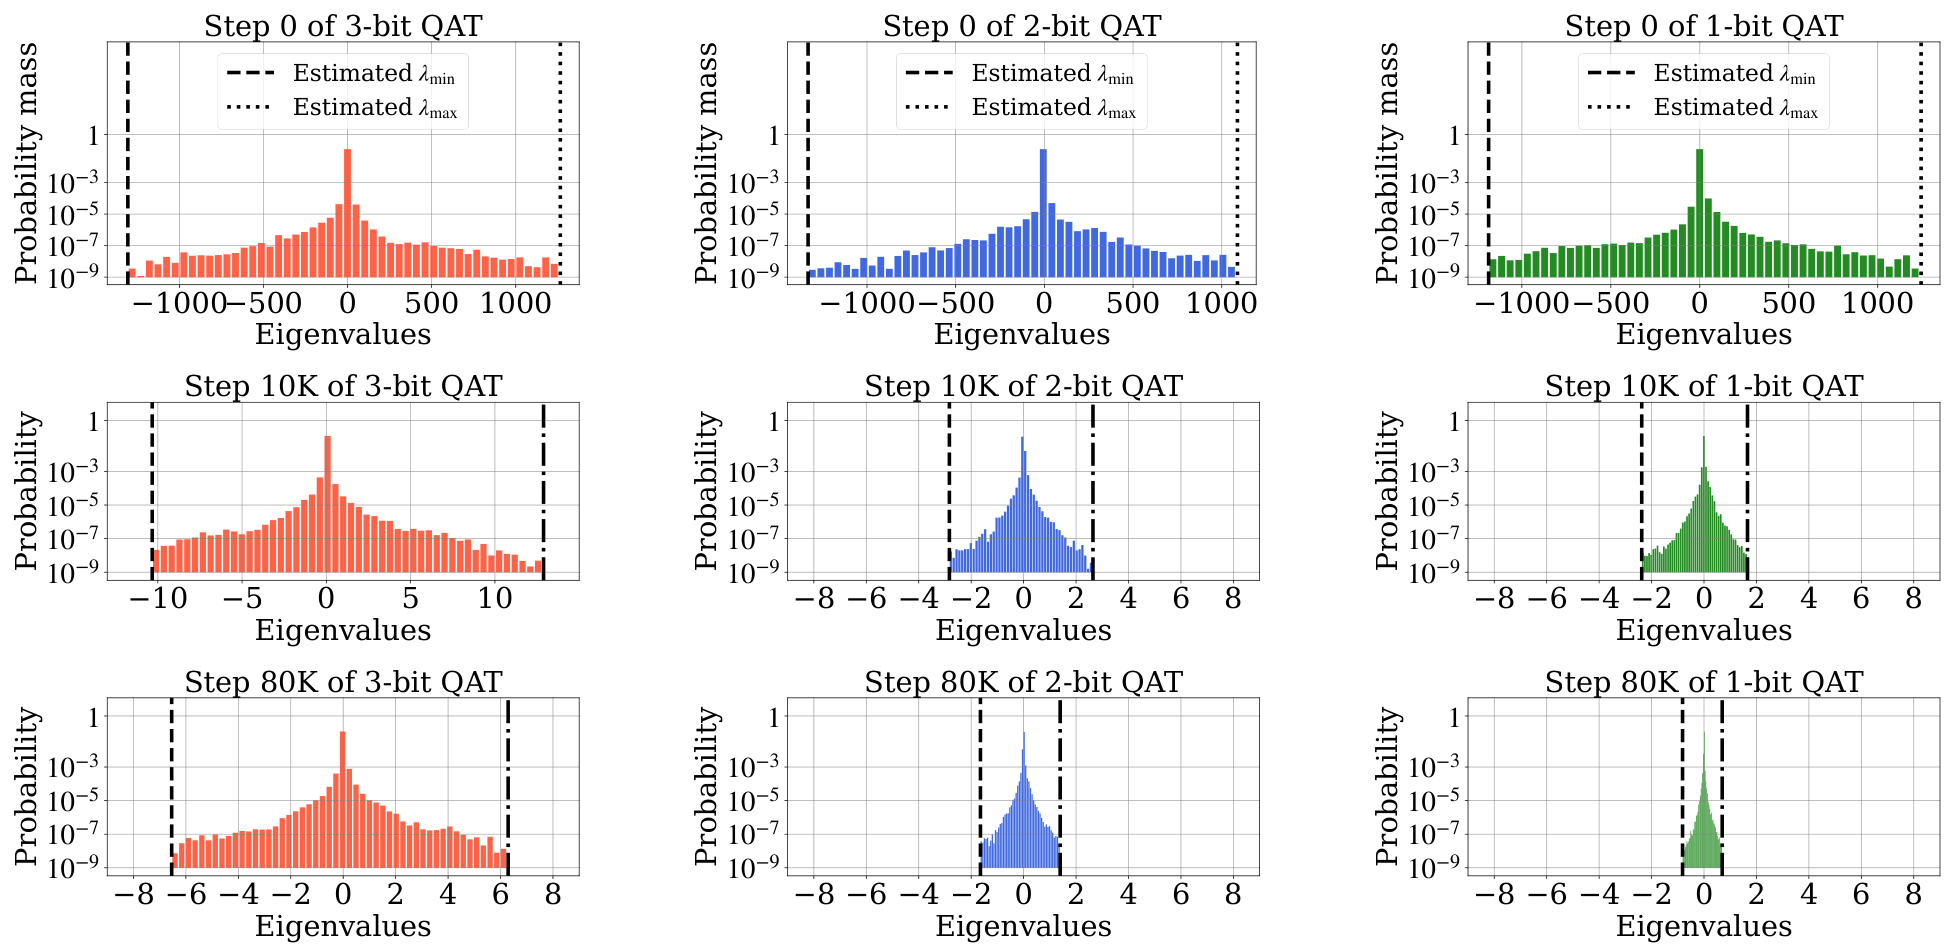 Step 0 of 3-bit QAT
Probability mass
Estimated λmin
Estimated λmax
1
10⁻³
10⁻⁵
10⁻⁷
10⁻⁹
−1000 −500 0 500 1000
Eigenvalues
Step 0 of 2-bit QAT
Probability mass
Estimated λmin
Estimated λmax
1
10⁻³
10⁻⁵
10⁻⁷
10⁻⁹
−1000 −500 0 500 1000
Eigenvalues
Step 0 of 1-bit QAT
Probability mass
Estimated λmin
Estimated λmax
1
10⁻³
10⁻⁵
10⁻⁷
10⁻⁹
−1000 −500 0 500 1000
Eigenvalues
Step 10K of 3-bit QAT
Probability
1
10⁻³
10⁻⁵
10⁻⁷
10⁻⁹
−10 −5 0 5 10
Eigenvalues
Step 10K of 2-bit QAT
Probability
1
10⁻³
10⁻⁵
10⁻⁷
10⁻⁹
−8 −6 −4 −2 0 2 4 6 8
Eigenvalues
Step 10K of 1-bit QAT
Probability
1
10⁻³
10⁻⁵
10⁻⁷
10⁻⁹
−8 −6 −4 −2 0 2 4 6 8
Eigenvalues
Step 80K of 3-bit QAT
Probability
1
10⁻³
10⁻⁵
10⁻⁷
10⁻⁹
−8 −6 −4 −2 0 2 4 6 8
Eigenvalues
Step 80K of 2-bit QAT
Probability
1
10⁻³
10⁻⁵
10⁻⁷
10⁻⁹
−8 −6 −4 −2 0 2 4 6 8
Eigenvalues
Step 80K of 1-bit QAT
Probability
1
10⁻³
10⁻⁵
10⁻⁷
10⁻⁹
−8 −6 −4 −2 0 2 4 6 8
Eigenvalues